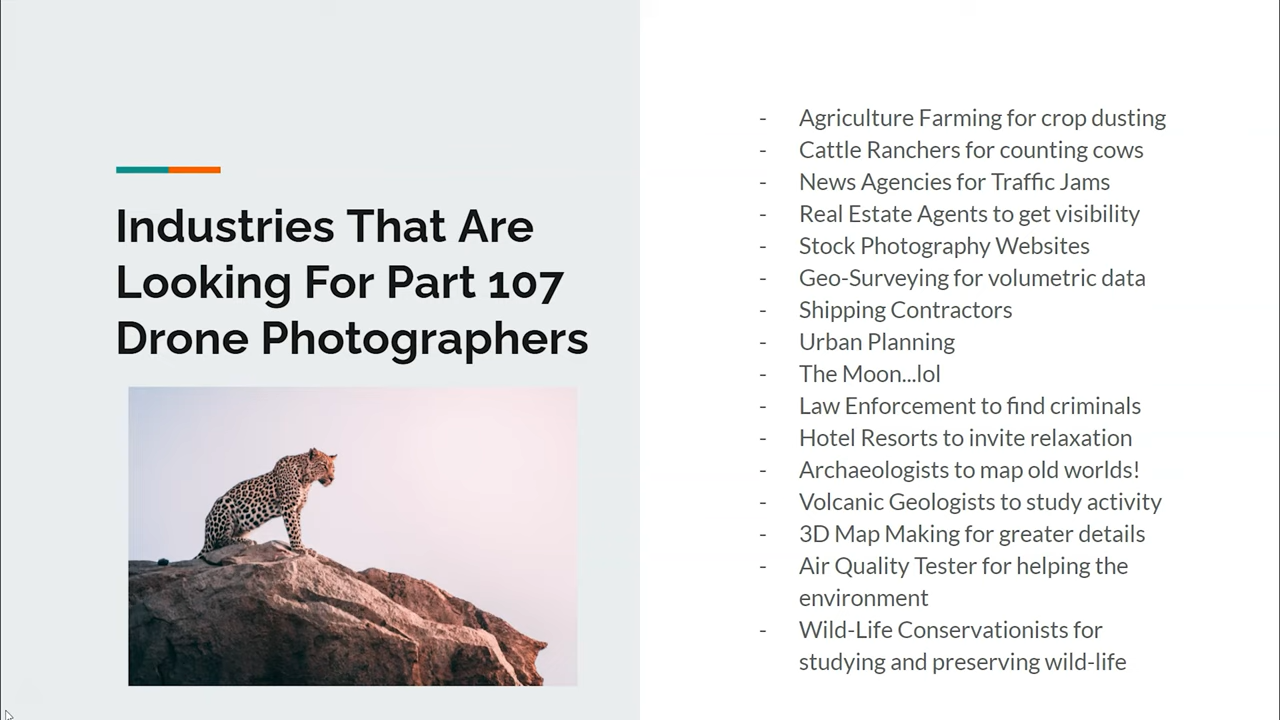 Industries That Are
Looking For Part 107
Drone Photographers
- Agriculture Farming for crop dusting
- Cattle Ranchers for counting cows
- News Agencies for Traffic Jams
- Real Estate Agents to get visibility
- Stock Photography Websites
- Geo-Surveying for volumetric data
- Shipping Contractors
- Urban Planning
- The Moon...lol
- Law Enforcement to find criminals
- Hotel Resorts to invite relaxation
- Archaeologists to map old worlds!
- Volcanic Geologists to study activity
- 3D Map Making for greater details
- Air Quality Tester for helping the
environment
- Wild-Life Conservationists for
studying and preserving wild-life